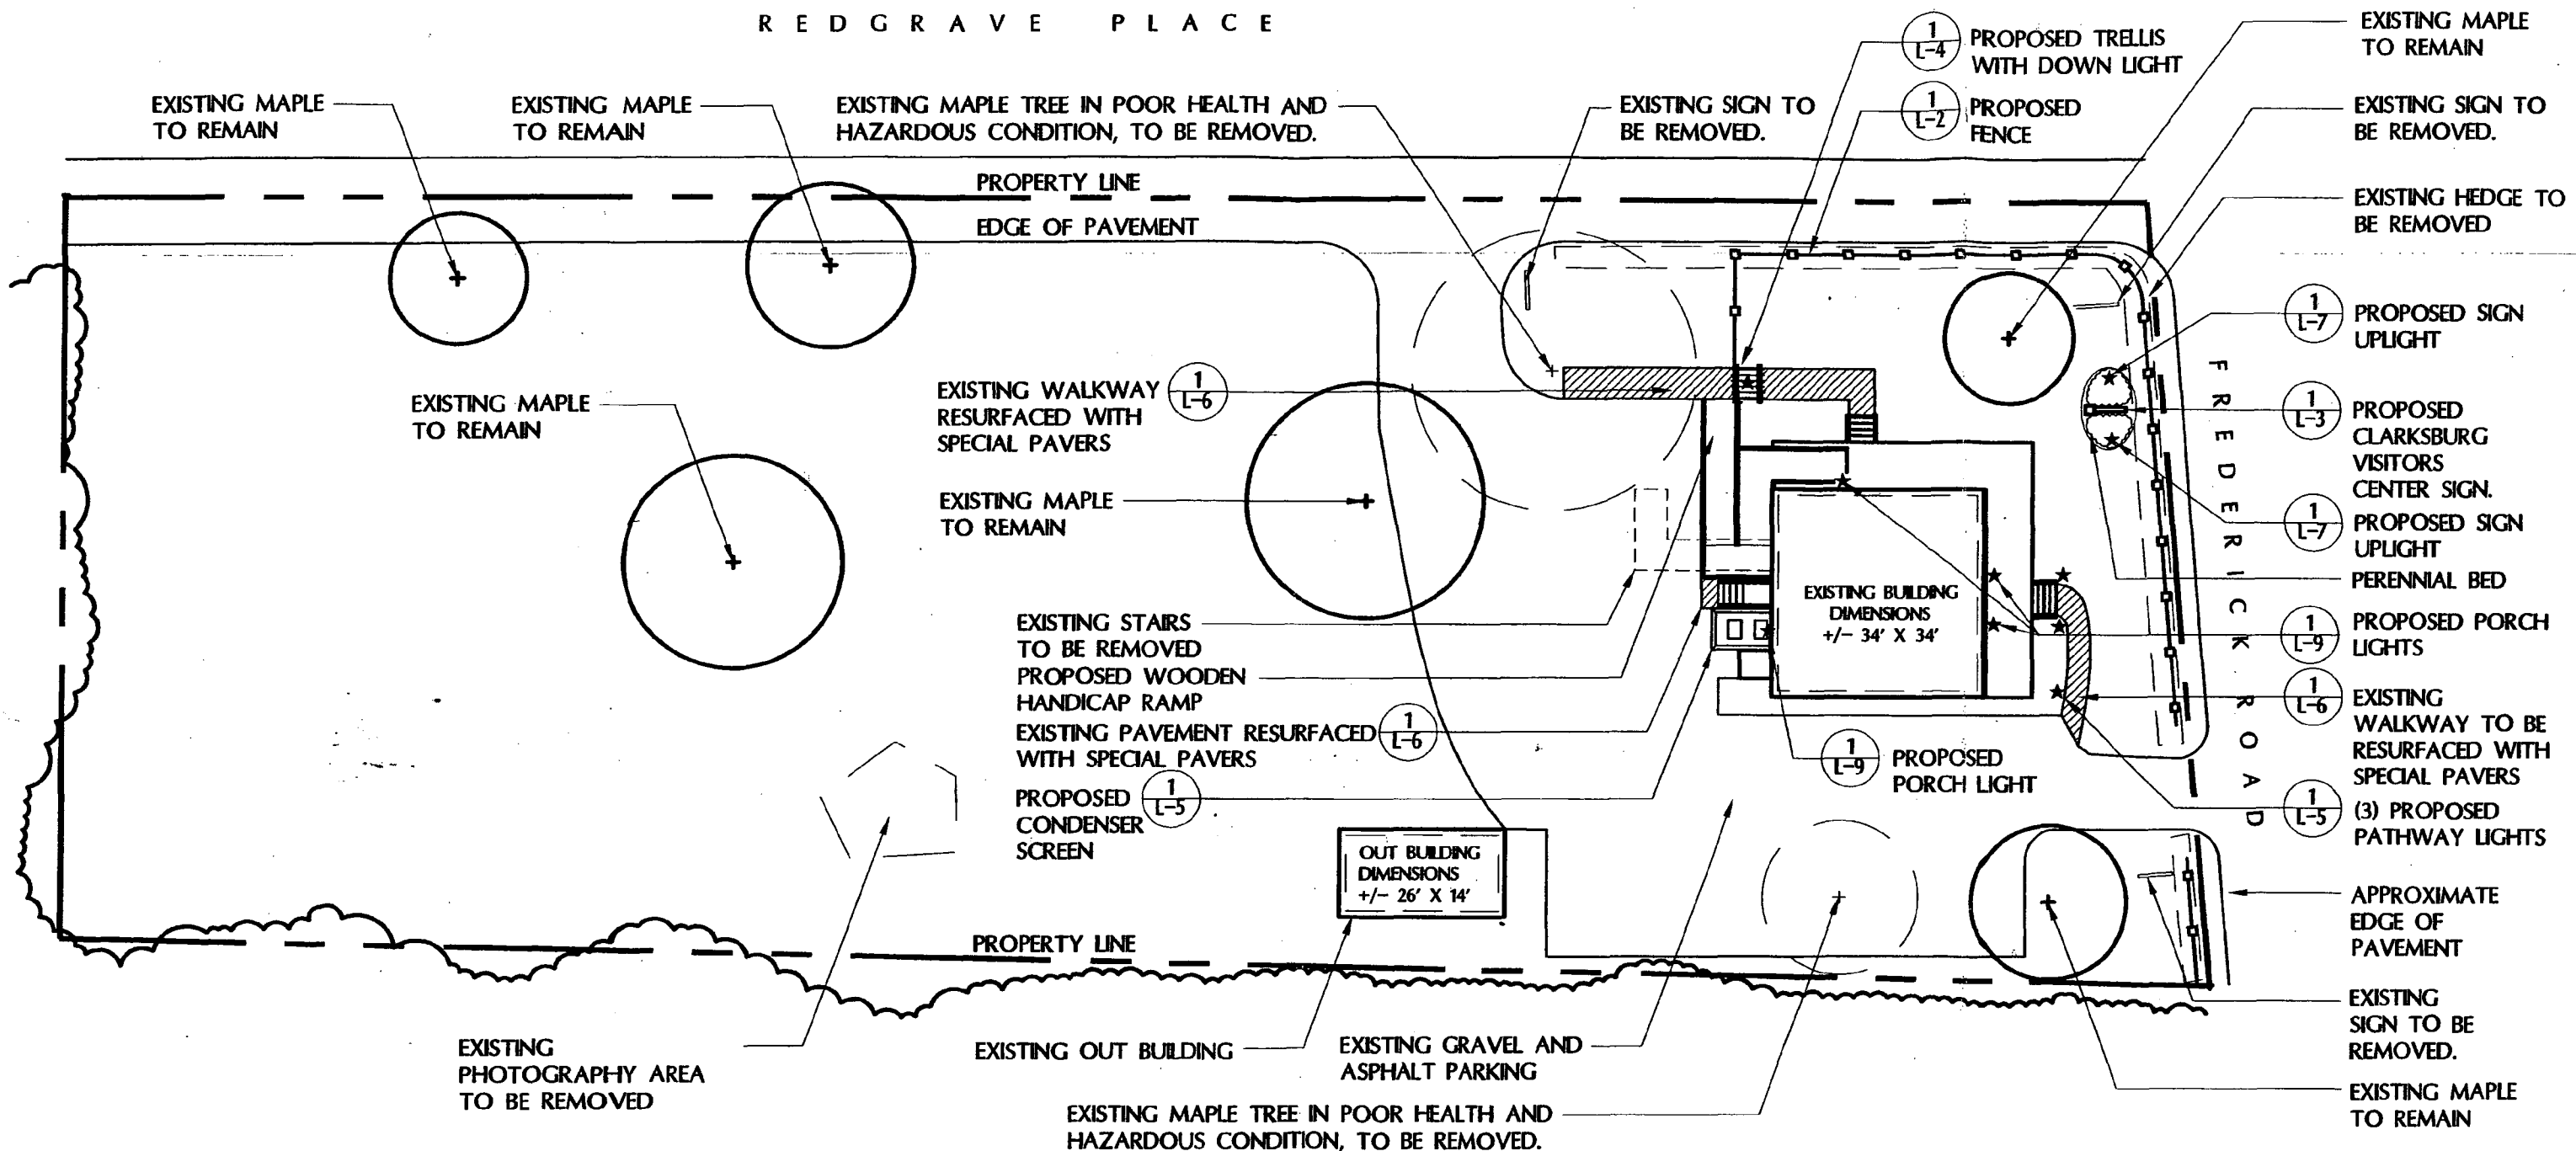 REDGRAVE PLACE
EXISTING MAPLE
TO REMAIN
EXISTING MAPLE
TO REMAIN
EXISTING MAPLE TREE IN POOR HEALTH AND
HAZARDOUS CONDITION, TO BE REMOVED.
EXISTING SIGN TO
BE REMOVED.
1
L-4
PROPOSED TRELLIS
WITH DOWN LIGHT
1
L-2
PROPOSED
FENCE
EXISTING MAPLE
TO REMAIN
EXISTING SIGN TO
BE REMOVED.
EXISTING HEDGE TO
BE REMOVED
PROPERTY LINE
EDGE OF PAVEMENT
1
L-7
PROPOSED SIGN
UPLIGHT
1
L-3
PROPOSED
CLARKSBURG
VISITORS
CENTER SIGN.
1
L-7
PROPOSED SIGN
UPLIGHT
PERENNIAL BED
1
L-9
PROPOSED PORCH
LIGHTS
1
L-6
EXISTING
WALKWAY TO BE
RESURFACED WITH
SPECIAL PAVERS
1
L-5
(3) PROPOSED
PATHWAY LIGHTS
APPROXIMATE
EDGE OF
PAVEMENT
EXISTING
SIGN TO BE
REMOVED.
EXISTING MAPLE
TO REMAIN
FREDERICK ROAD
EXISTING MAPLE
TO REMAIN
EXISTING WALKWAY
RESURFACED WITH
SPECIAL PAVERS
1
L-6
EXISTING MAPLE
TO REMAIN
EXISTING STAIRS
TO BE REMOVED
PROPOSED WOODEN
HANDICAP RAMP
EXISTING PAVEMENT RESURFACED
WITH SPECIAL PAVERS
1
L-6
PROPOSED
CONDENSER
SCREEN
1
L-5
EXISTING BUILDING
DIMENSIONS
+/- 34' X 34'
1
L-9
PROPOSED
PORCH LIGHT
OUT BUILDING
DIMENSIONS
+/- 26' X 14'
PROPERTY LINE
EXISTING
PHOTOGRAPHY AREA
TO BE REMOVED
EXISTING OUT BUILDING
EXISTING GRAVEL AND
ASPHALT PARKING
EXISTING MAPLE TREE IN POOR HEALTH AND
HAZARDOUS CONDITION, TO BE REMOVED.